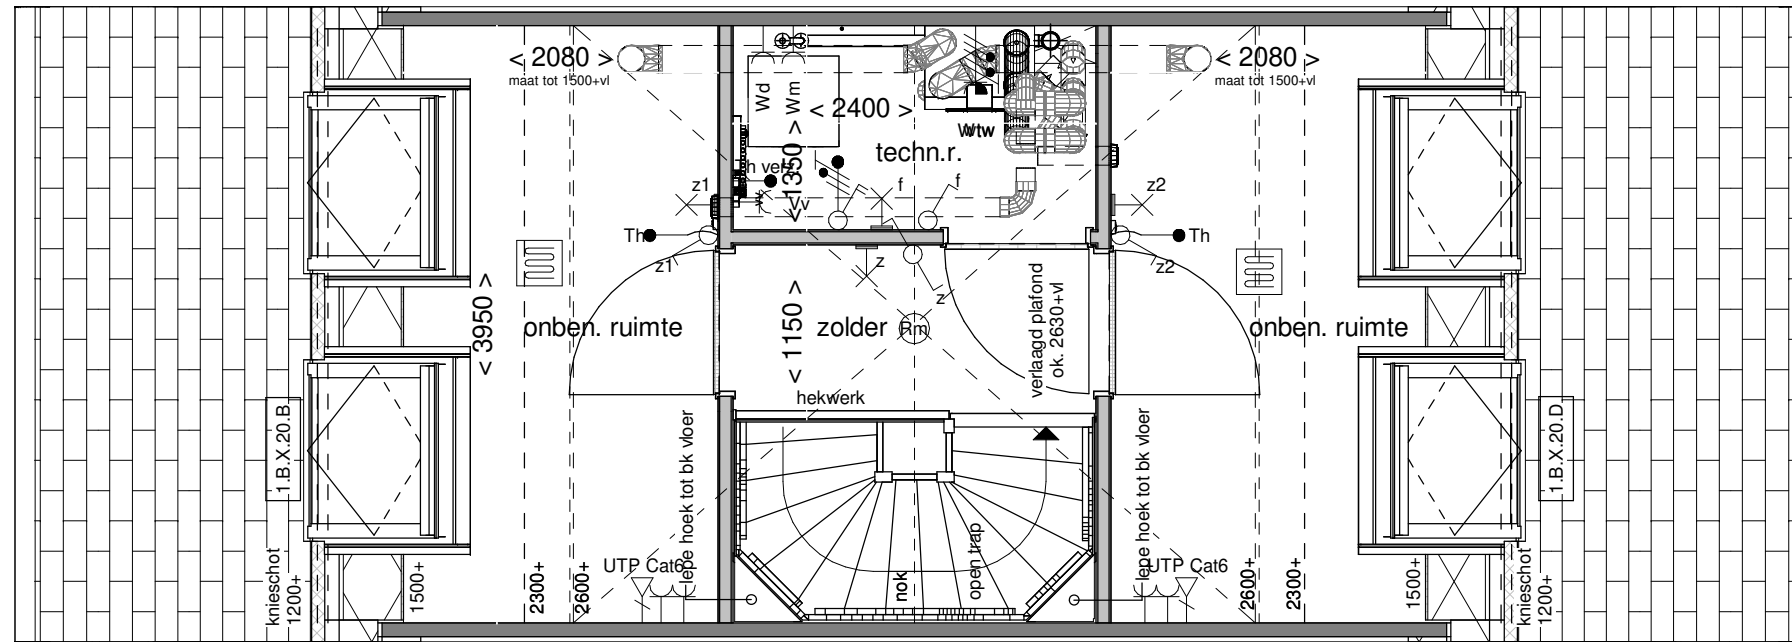 < 2080 >
maat tot 1500+vl
< 2080 >
maat tot 1500+vl
Wd
Wm
< 2400 >
Wtw
techn.r.
< 1350 >
z1
f
f
z2
Th
Th
z1
z
z2
z
< 3950 >
onben. ruimte
< 1150 >
zolder
Rm
verlaagd plafond
ok. 2630+vl
onben. ruimte
hekwerk
1.B.X.20.B
1.B.X.20.D
lepe hoek tot bk vloer
lepe hoek tot bk vloer
nok
open trap
UTP Cat6
UTP Cat6
knieschot
1200+
1500+
2300+
2600+
2600+
2300+
1500+
knieschot
1200+